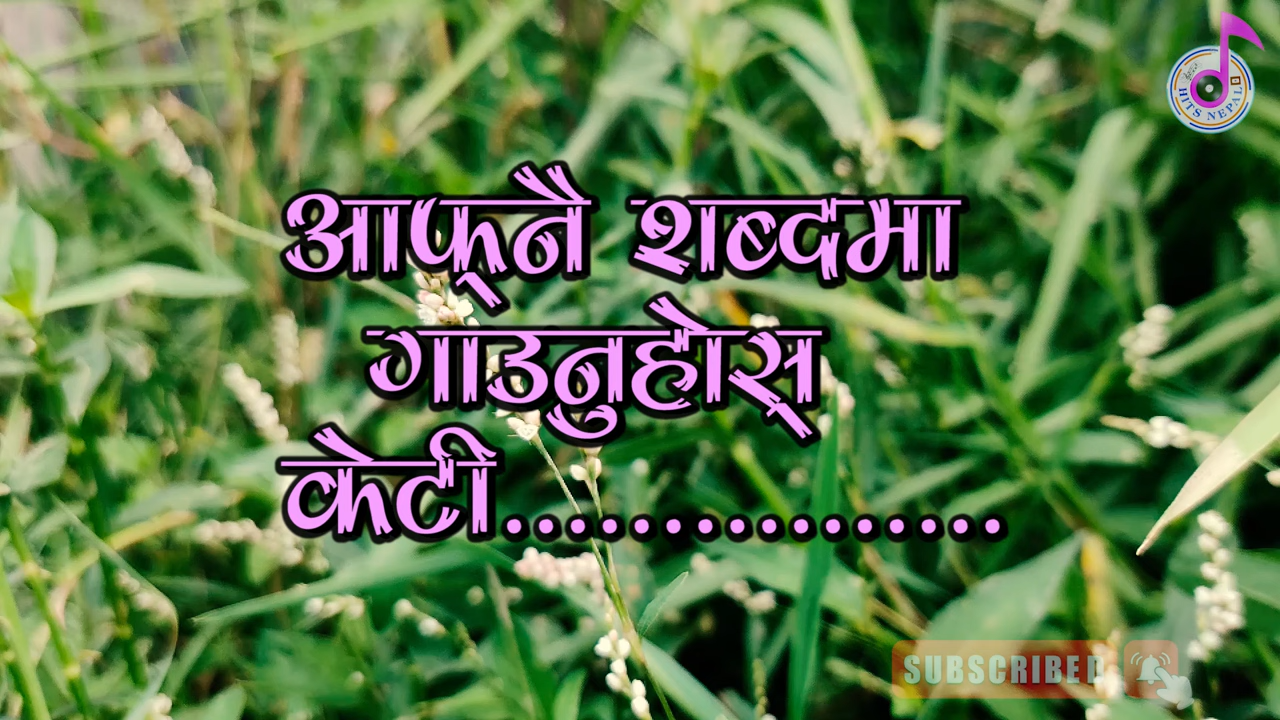 HITS NEPAL
आफ्नै शब्दमा
गाउनुहोस्
केटी................
SUBSCRIBED